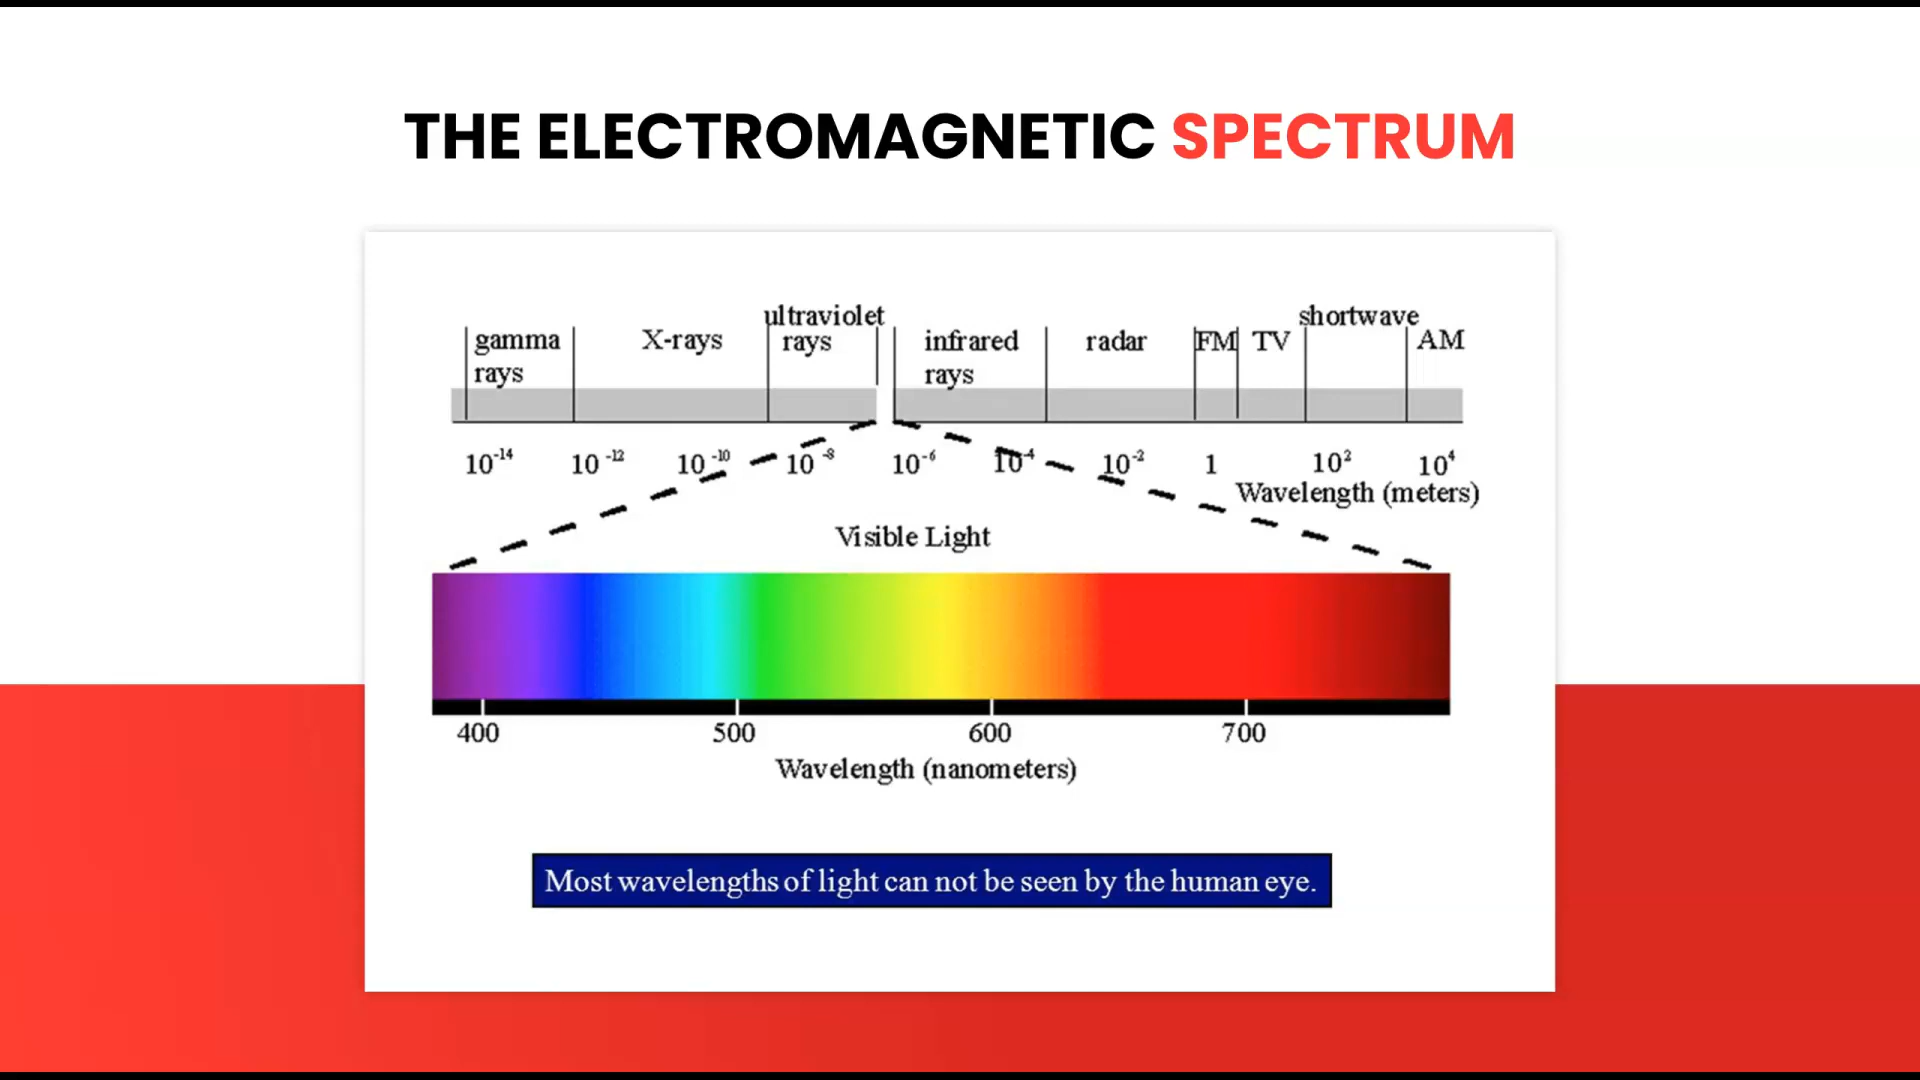 THE ELECTROMAGNETIC SPECTRUM
ultraviolet shortwave
gamma X-rays rays infrared radar FM TV AM
rays rays
10⁻¹⁴ 10⁻¹² 10⁻¹⁰ 10⁻⁸ 10⁻⁶ 10⁻⁴ 10⁻² 1 10² 10⁴
Wavelength (meters)
Visible Light
400 500 600 700
Wavelength (nanometers)
Most wavelengths of light can not be seen by the human eye.